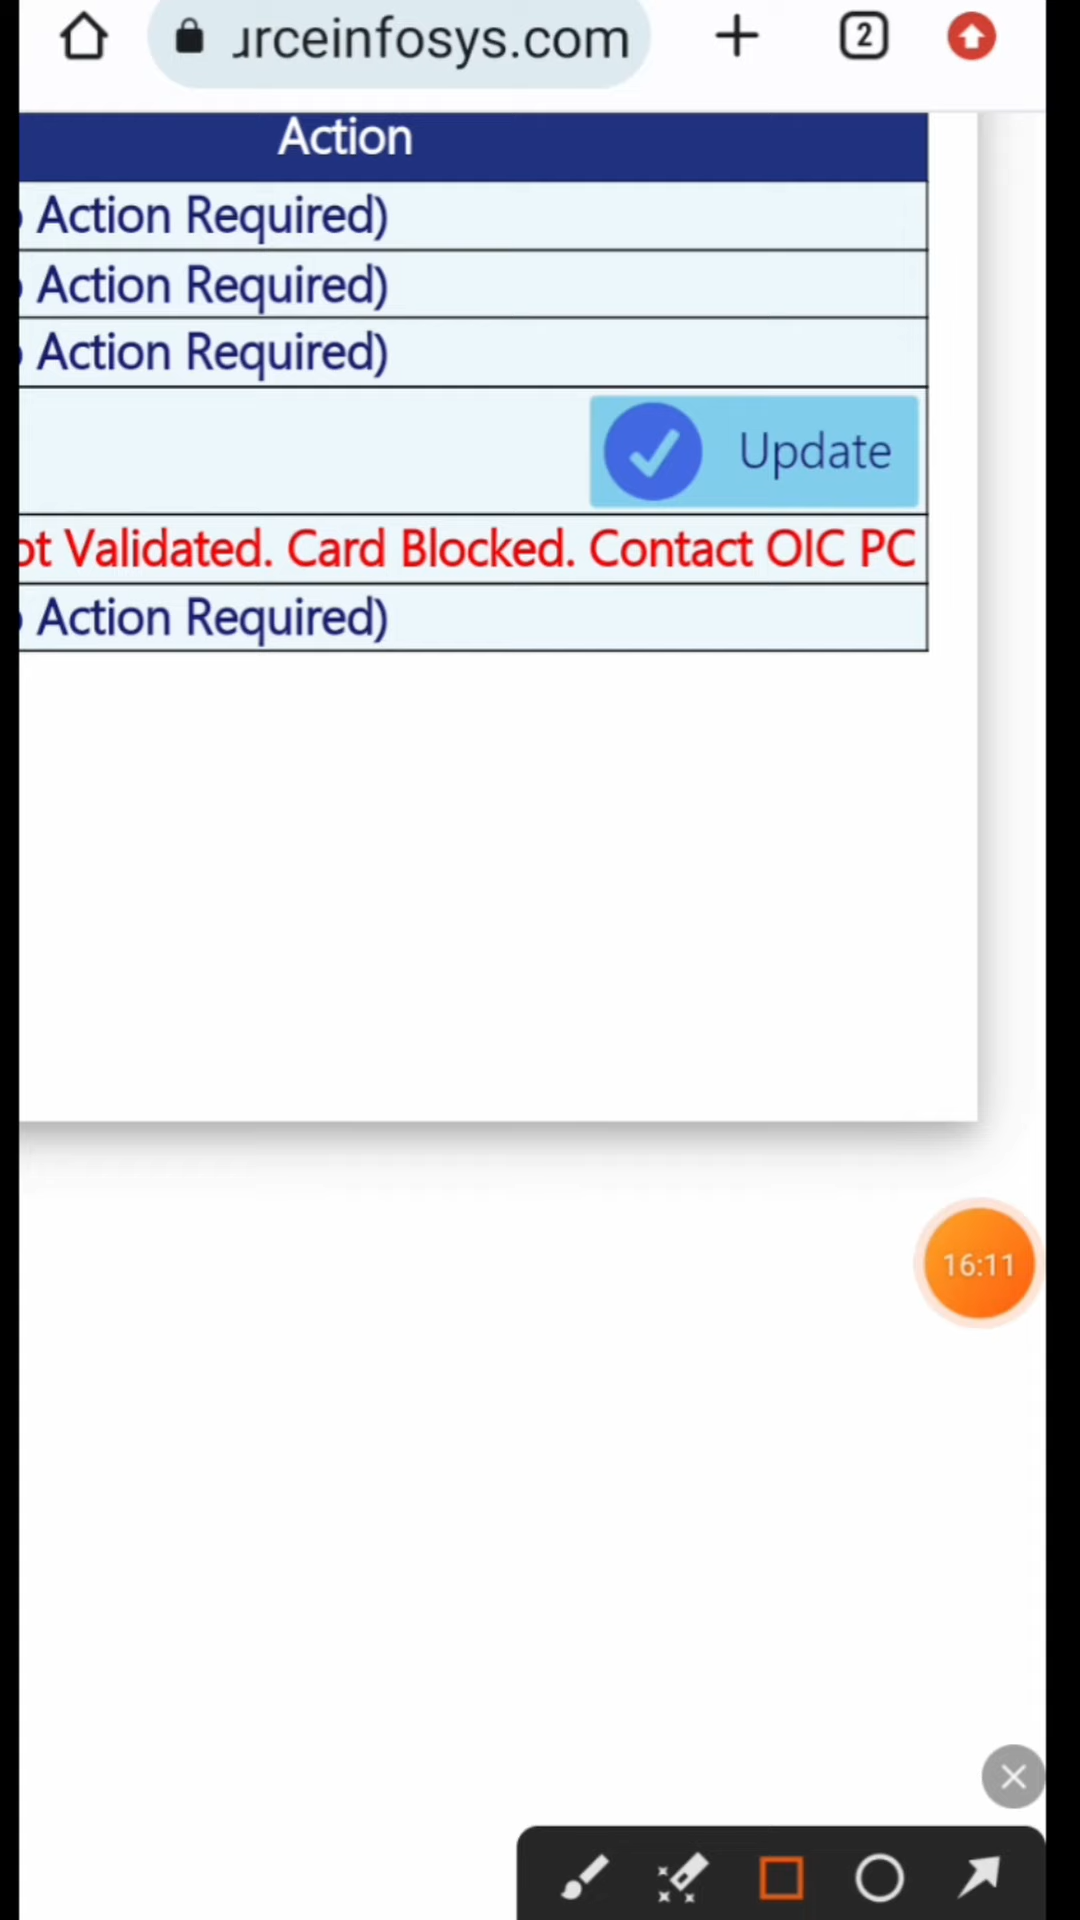 urceinfosys.com
2
Action
Action Required)
Action Required)
Action Required)
Update
ot Validated. Card Blocked. Contact OIC PC
Action Required)
16:11